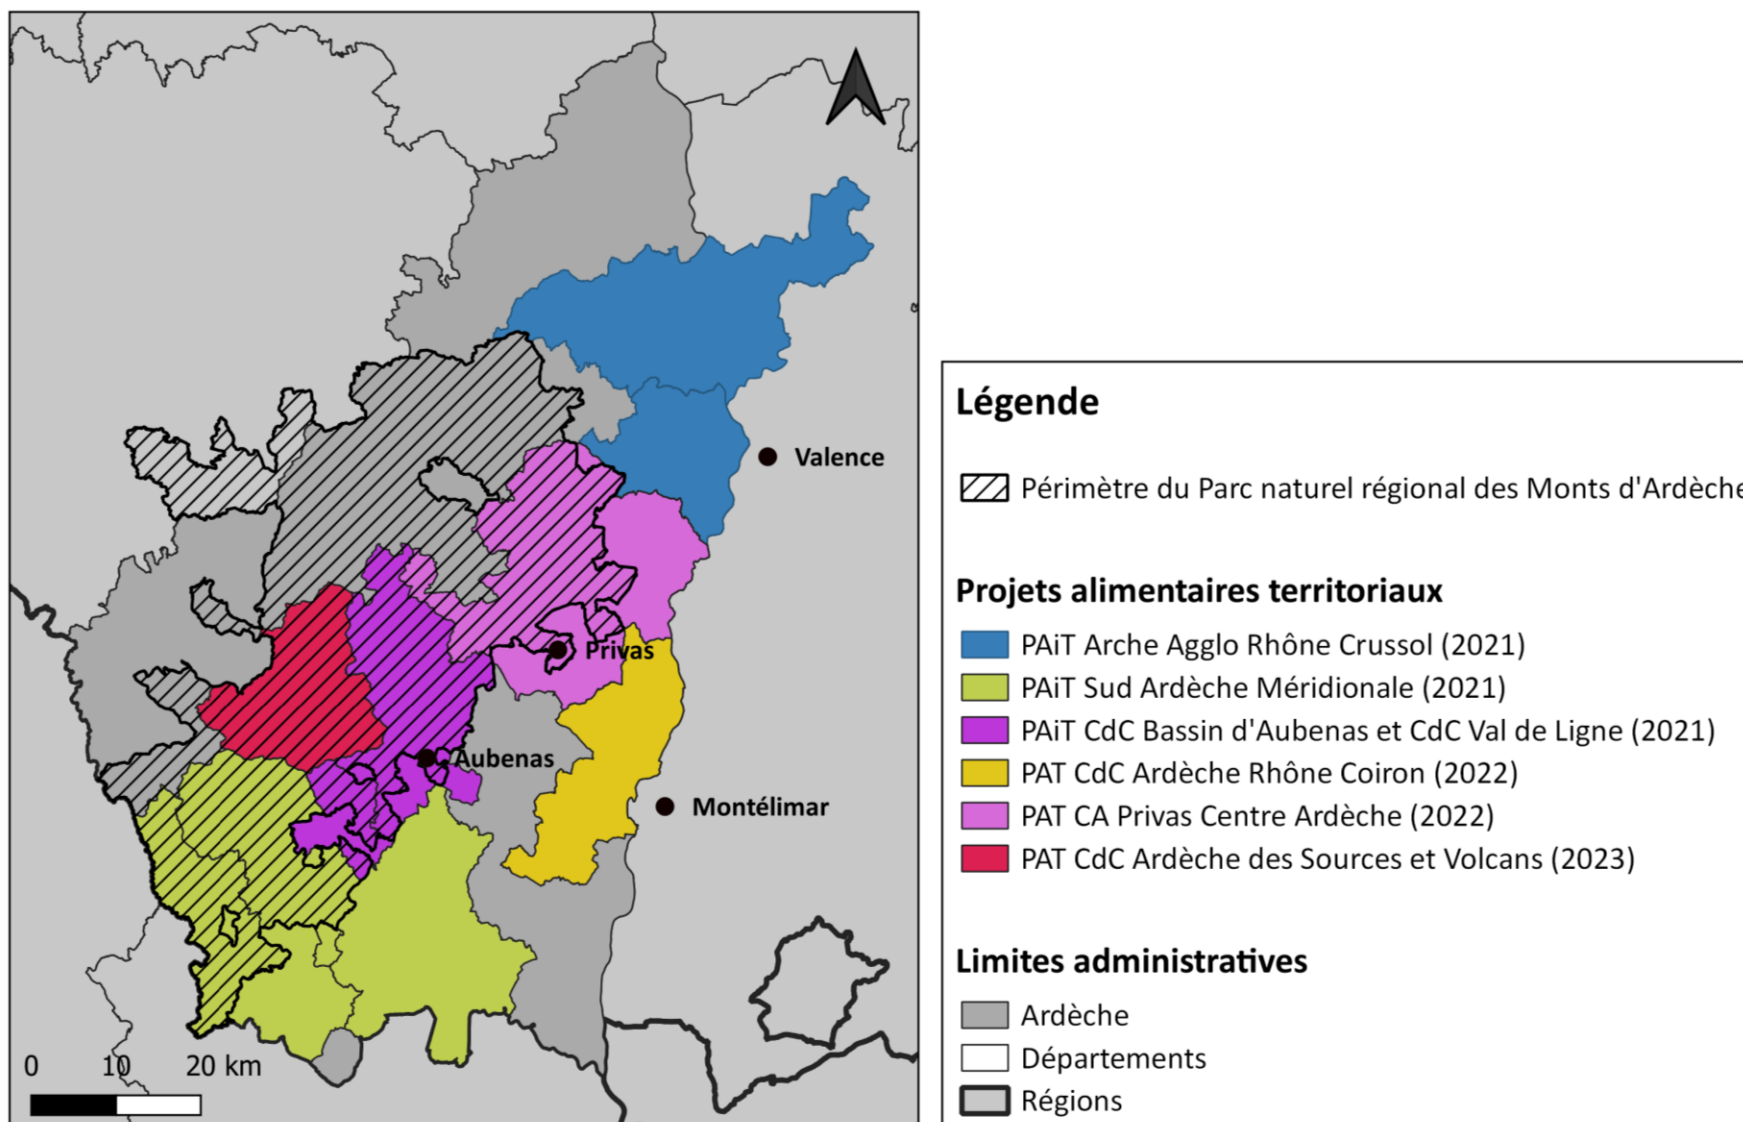 Valence
Privas
Aubenas
Montélimar
0 10 20 km
Légende
Périmètre du Parc naturel régional des Monts d'Ardèche
Projets alimentaires territoriaux
PAiT Arche Agglo Rhône Crussol (2021)
PAiT Sud Ardèche Méridionale (2021)
PAiT CdC Bassin d'Aubenas et CdC Val de Ligne (2021)
PAT CdC Ardèche Rhône Coiron (2022)
PAT CA Privas Centre Ardèche (2022)
PAT CdC Ardèche des Sources et Volcans (2023)
Limites administratives
Ardèche
Départements
Régions